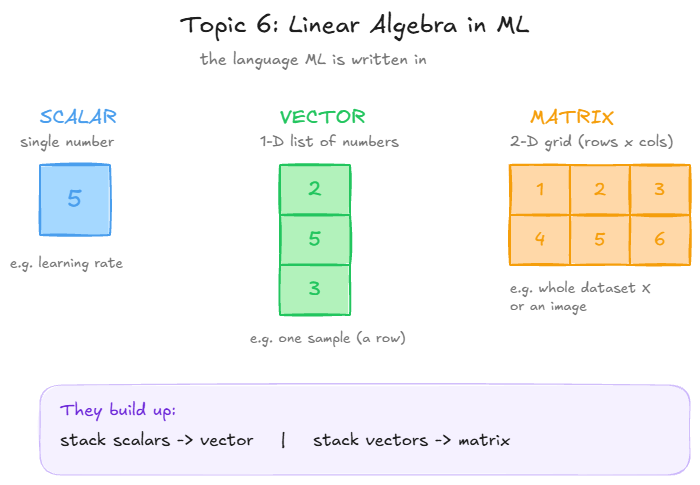 Topic 6: Linear Algebra in ML
the language ML is written in
SCALAR
single number
5
e.g. learning rate
VECTOR
1-D list of numbers
2
5
3
e.g. one sample (a row)
MATRIX
2-D grid (rows x cols)
1 2 3
4 5 6
e.g. whole dataset X
or an image
They build up:
stack scalars -> vector | stack vectors -> matrix